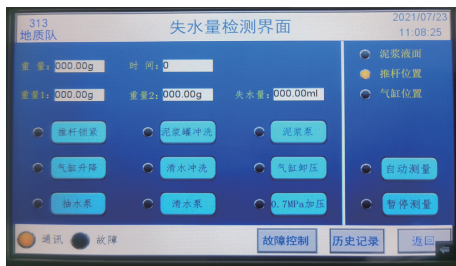 313
地质队
失水量检测界面
2021/07/23
11:08:25
重 量: 000.00g
时 间: 0
重量1: 000.00g
重量2: 000.00g
失水量: 000.00ml
泥浆液面
推杆位置
气缸位置
推杆锁紧
泥浆罐冲洗
泥浆泵
气缸升降
清水冲洗
气缸卸压
自动测量
抽水泵
清水泵
0.7MPa加压
暂停测量
通讯
故障
故障控制
历史记录
返回